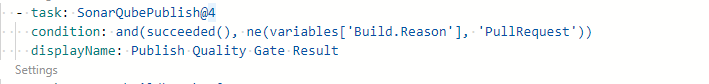 - task: SonarQubePublish@4
condition: and(succeeded(), ne(variables['Build.Reason'], 'PullRequest'))
displayName: Publish Quality Gate Result
Settings